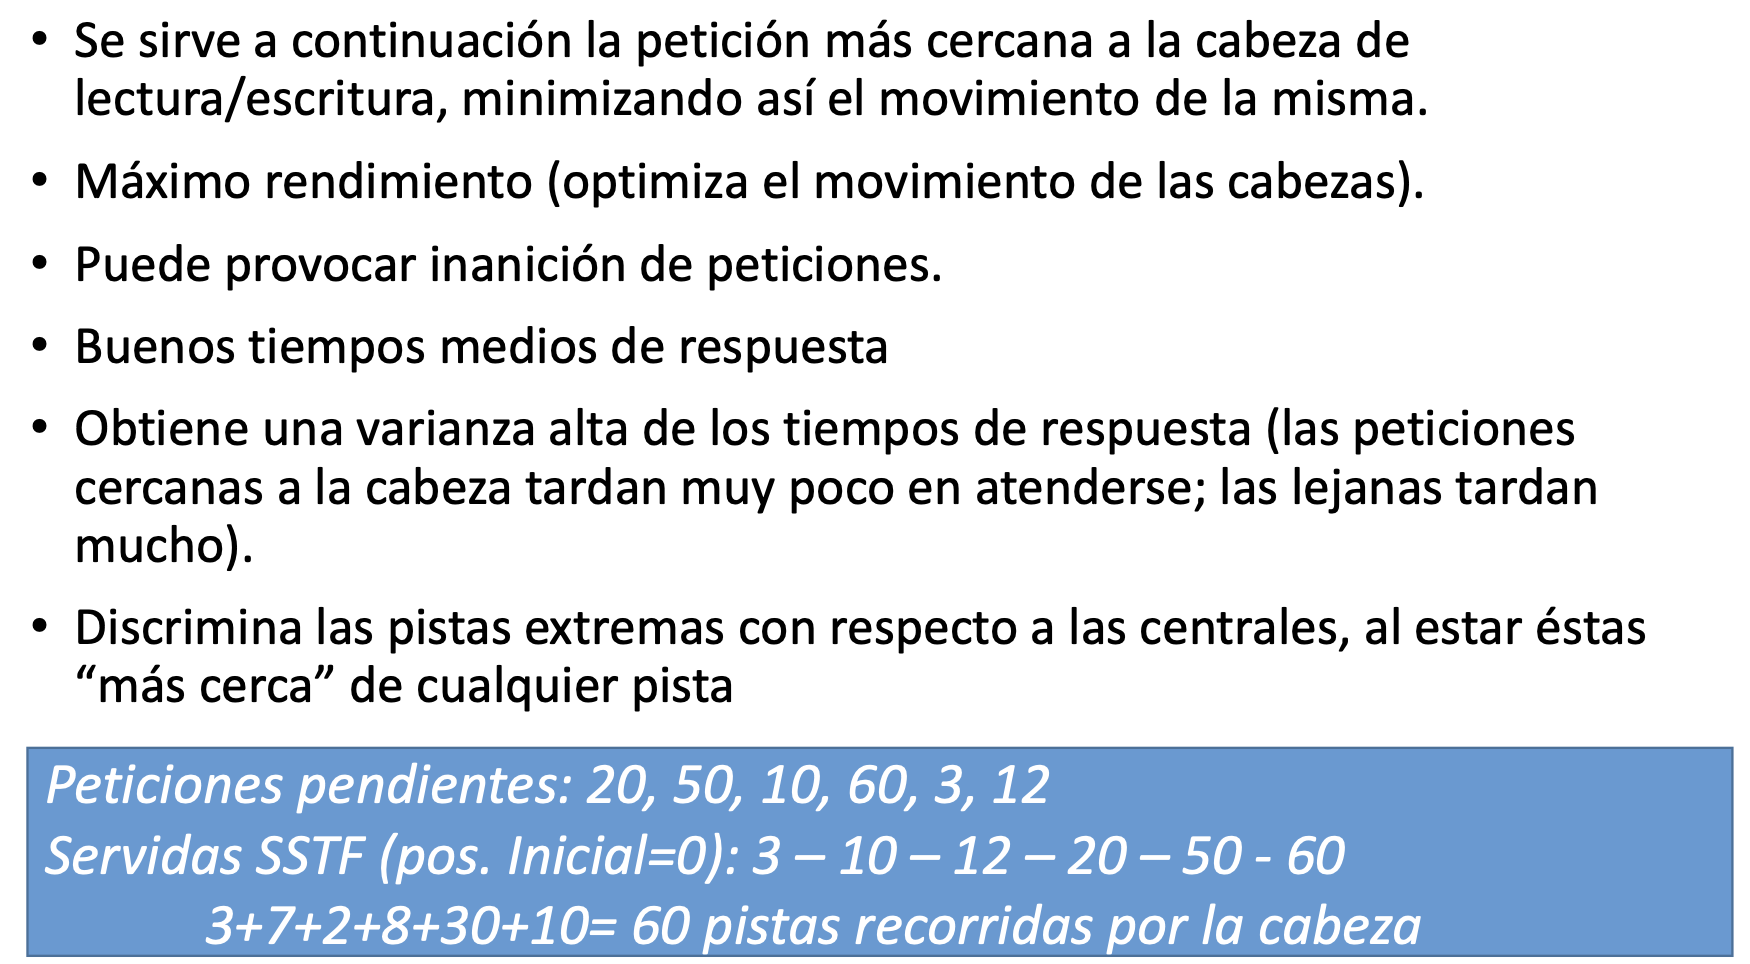 • Se sirve a continuación la petición más cercana a la cabeza de
lectura/escritura, minimizando así el movimiento de la misma.
• Máximo rendimiento (optimiza el movimiento de las cabezas).
• Puede provocar inanición de peticiones.
• Buenos tiempos medios de respuesta
• Obtiene una varianza alta de los tiempos de respuesta (las peticiones
cercanas a la cabeza tardan muy poco en atenderse; las lejanas tardan
mucho).
• Discrimina las pistas extremas con respecto a las centrales, al estar éstas
“más cerca” de cualquier pista
Peticiones pendientes: 20, 50, 10, 60, 3, 12
Servidas SSTF (pos. Inicial=0): 3 – 10 – 12 – 20 – 50 - 60
3+7+2+8+30+10= 60 pistas recorridas por la cabeza